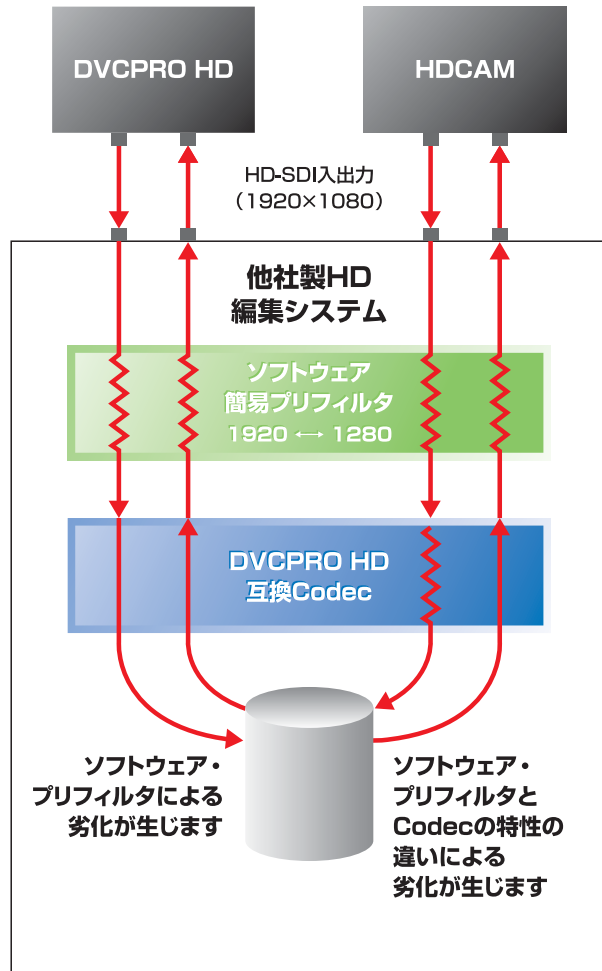 DVCPRO HD
HDCAM
HD-SDI入出力
（1920×1080）
他社製HD
編集システム
ソフトウェア
簡易プリフィルタ
1920 ↔ 1280
DVCPRO HD
互換Codec
ソフトウェア・
プリフィルタによる
劣化が生じます
ソフトウェア・
プリフィルタと
Codecの特性の
違いによる
劣化が生じます